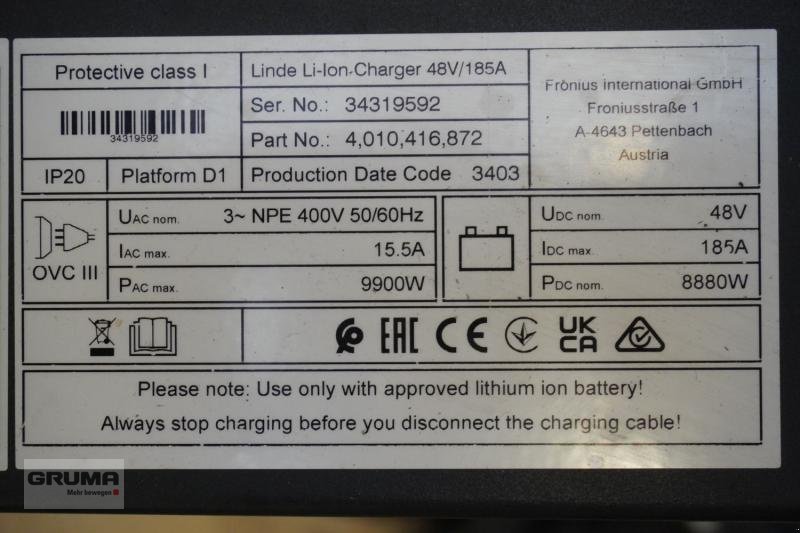 Protective class I
Linde Li-Ion-Charger 48V/185A
Fronius International GmbH
Froniusstraße 1
A-4643 Pettenbach
Austria
34319592
Ser. No.: 34319592
Part No.: 4,010,416,872
IP20
Platform D1
Production Date Code 3403
OVC III
UAC nom. 3~ NPE 400V 50/60Hz
IAC max. 15.5A
PAC max. 9900W
UDC nom. 48V
IDC max. 185A
PDC nom. 8880W
EAC CE UK
CA
Please note: Use only with approved lithium ion battery!
Always stop charging before you disconnect the charging cable!
GRUMA
Mehr bewegen